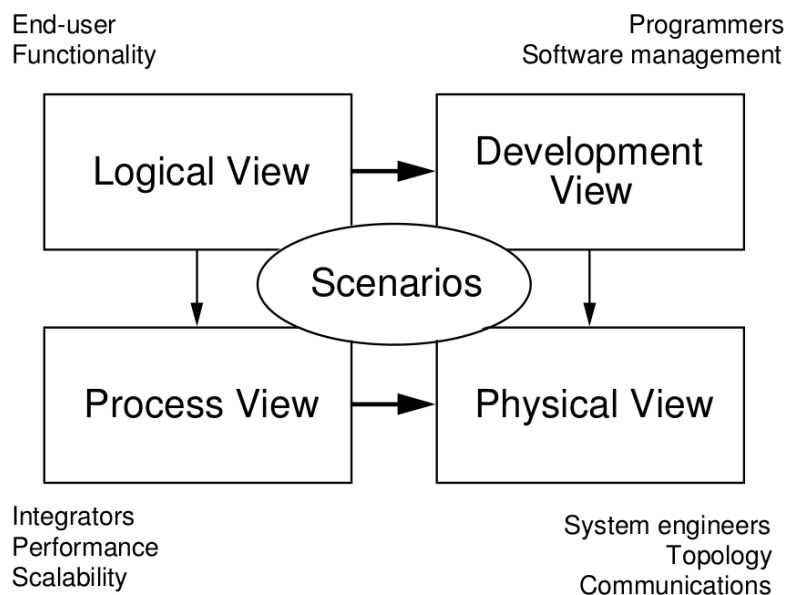 End-user
Functionality
Programmers
Software management
Logical View
Development
View
Scenarios
Process View
Physical View
Integrators
Performance
Scalability
System engineers
Topology
Communications